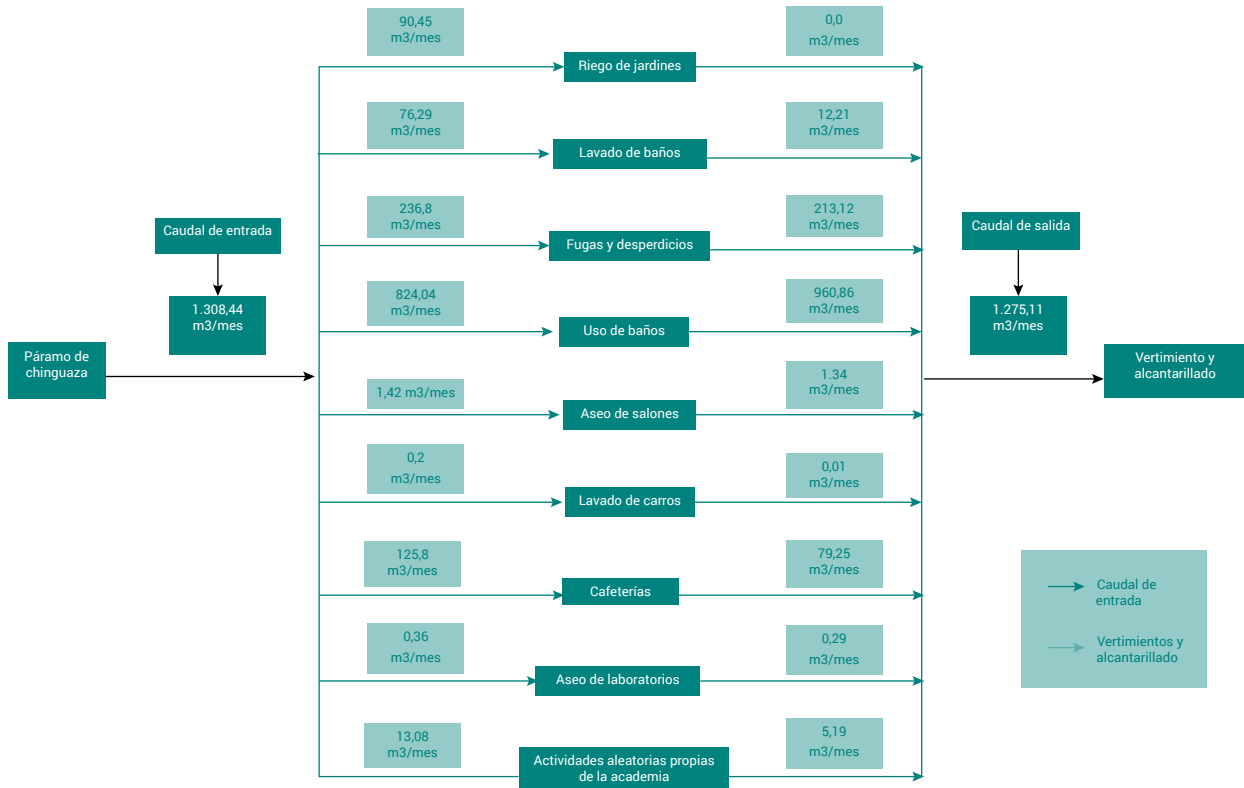 90,45
m3/mes
0,0
m3/mes
Riego de jardines
76,29
m3/mes
12,21
m3/mes
Lavado de baños
236,8
m3/mes
213,12
m3/mes
Fugas y desperdicios
Caudal de entrada
Caudal de salida
1.308,44
m3/mes
824,04
m3/mes
960,86
m3/mes
1.275,11
m3/mes
Uso de baños
Páramo de
chinguaza
Vertimiento y
alcantarillado
1,42 m3/mes
1.34
m3/mes
Aseo de salones
0,2
m3/mes
0,01
m3/mes
Lavado de carros
125,8
m3/mes
79,25
m3/mes
Cafeterías
Caudal de
entrada
Vertimientos y
alcantarillado
0,36
m3/mes
0,29
m3/mes
Aseo de laboratorios
13,08
m3/mes
5,19
m3/mes
Actividades aleatorias propias
de la academia